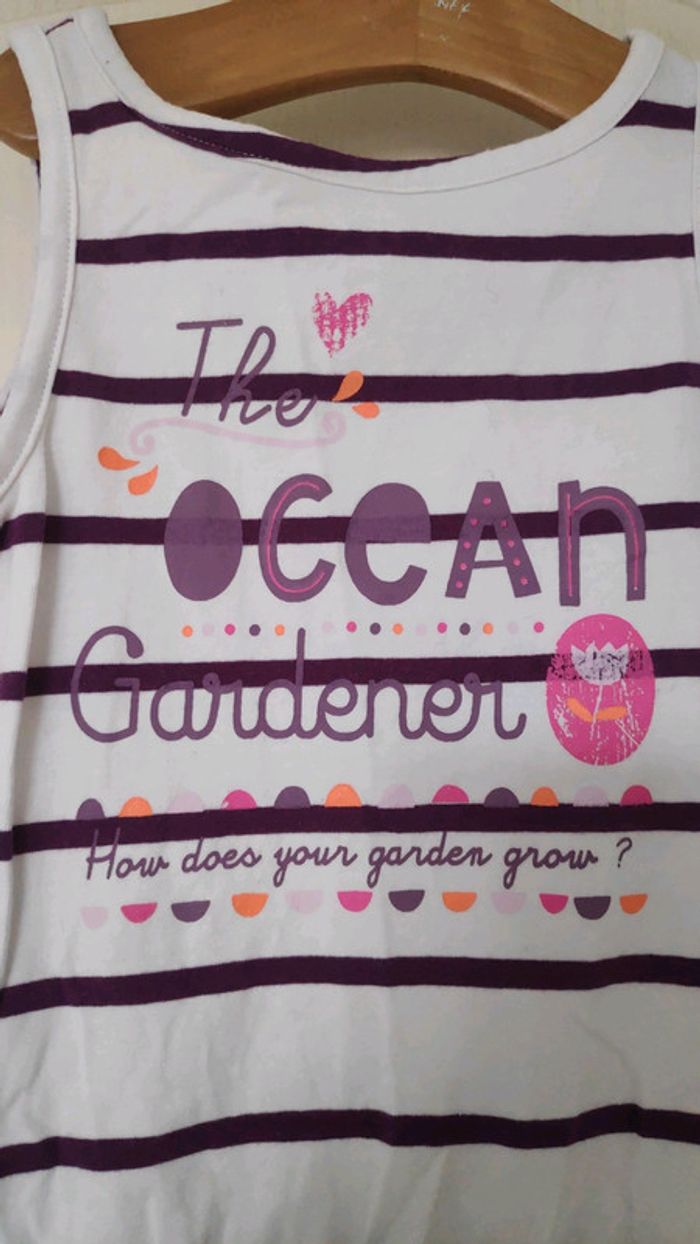 The
OCEAN
Gardener
How does your garden grow ?